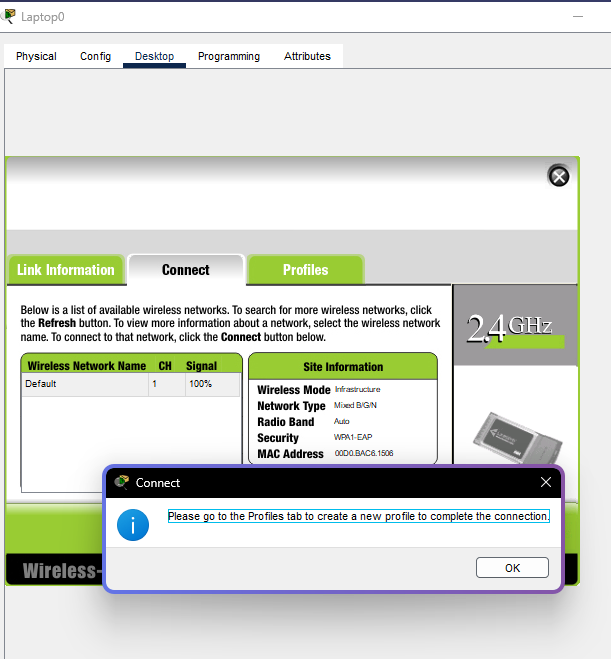 Laptop0
Physical Config Desktop Programming Attributes
Link Information Connect Profiles
Below is a list of available wireless networks. To search for more wireless networks, click
the Refresh button. To view more information about a network, select the wireless network
name. To connect to that network, click the Connect button below.
2.4GHz
Wireless Network Name CH Signal
Default 1 100%
Site Information
Wireless Mode Infrastructure
Network Type Mixed B/G/N
Radio Band Auto
Security WPA1-EAP
MAC Address 00D0.BAC6.1506
Connect
Please go to the Profiles tab to create a new profile to complete the connection.
OK
Wireless-